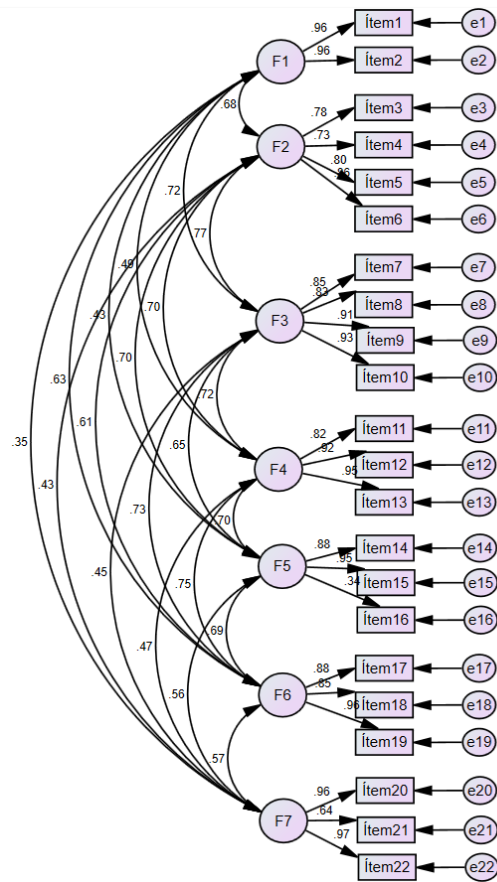 .96 Ítem1 e1
F1 .96 Ítem2 e2
.68 .78 Ítem3 e3
F2 .73 Ítem4 e4
.80 Ítem5 e5
Ítem6 e6
.72
.77
.85 Ítem7 e7
.49 .83 Ítem8 e8
.43 .70 F3 .91 Ítem9 e9
.70 .93 Ítem10 e10
.63 .72
.61 .82 Ítem11 e11
.35 .65 .92 Ítem12 e12
.43 F4 .95 Ítem13 e13
.73 .70
.88 Ítem14 e14
.45 .75 F5 .95 Ítem15 e15
.34 Ítem16 e16
.47 .69
.88 Ítem17 e17
.56 F6 .85 Ítem18 e18
.96 Ítem19 e19
.57
.96 Ítem20 e20
F7 .64 Ítem21 e21
.97 Ítem22 e22